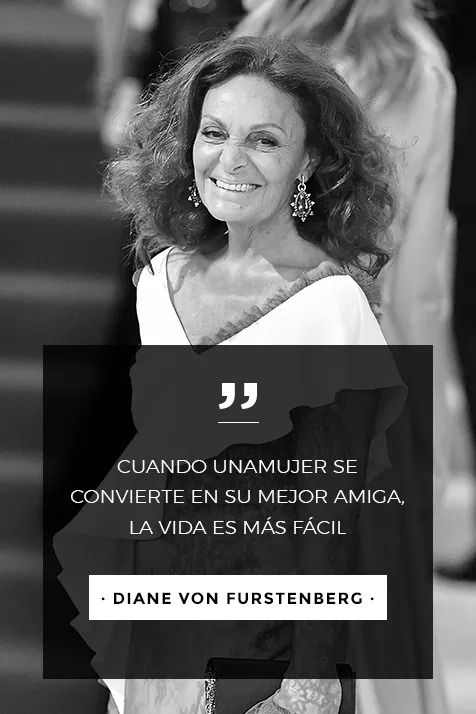 ”
CUANDO UNAMUJER SE
CONVIERTE EN SU MEJOR AMIGA,
LA VIDA ES MÁS FÁCIL
· DIANE VON FURSTENBERG ·